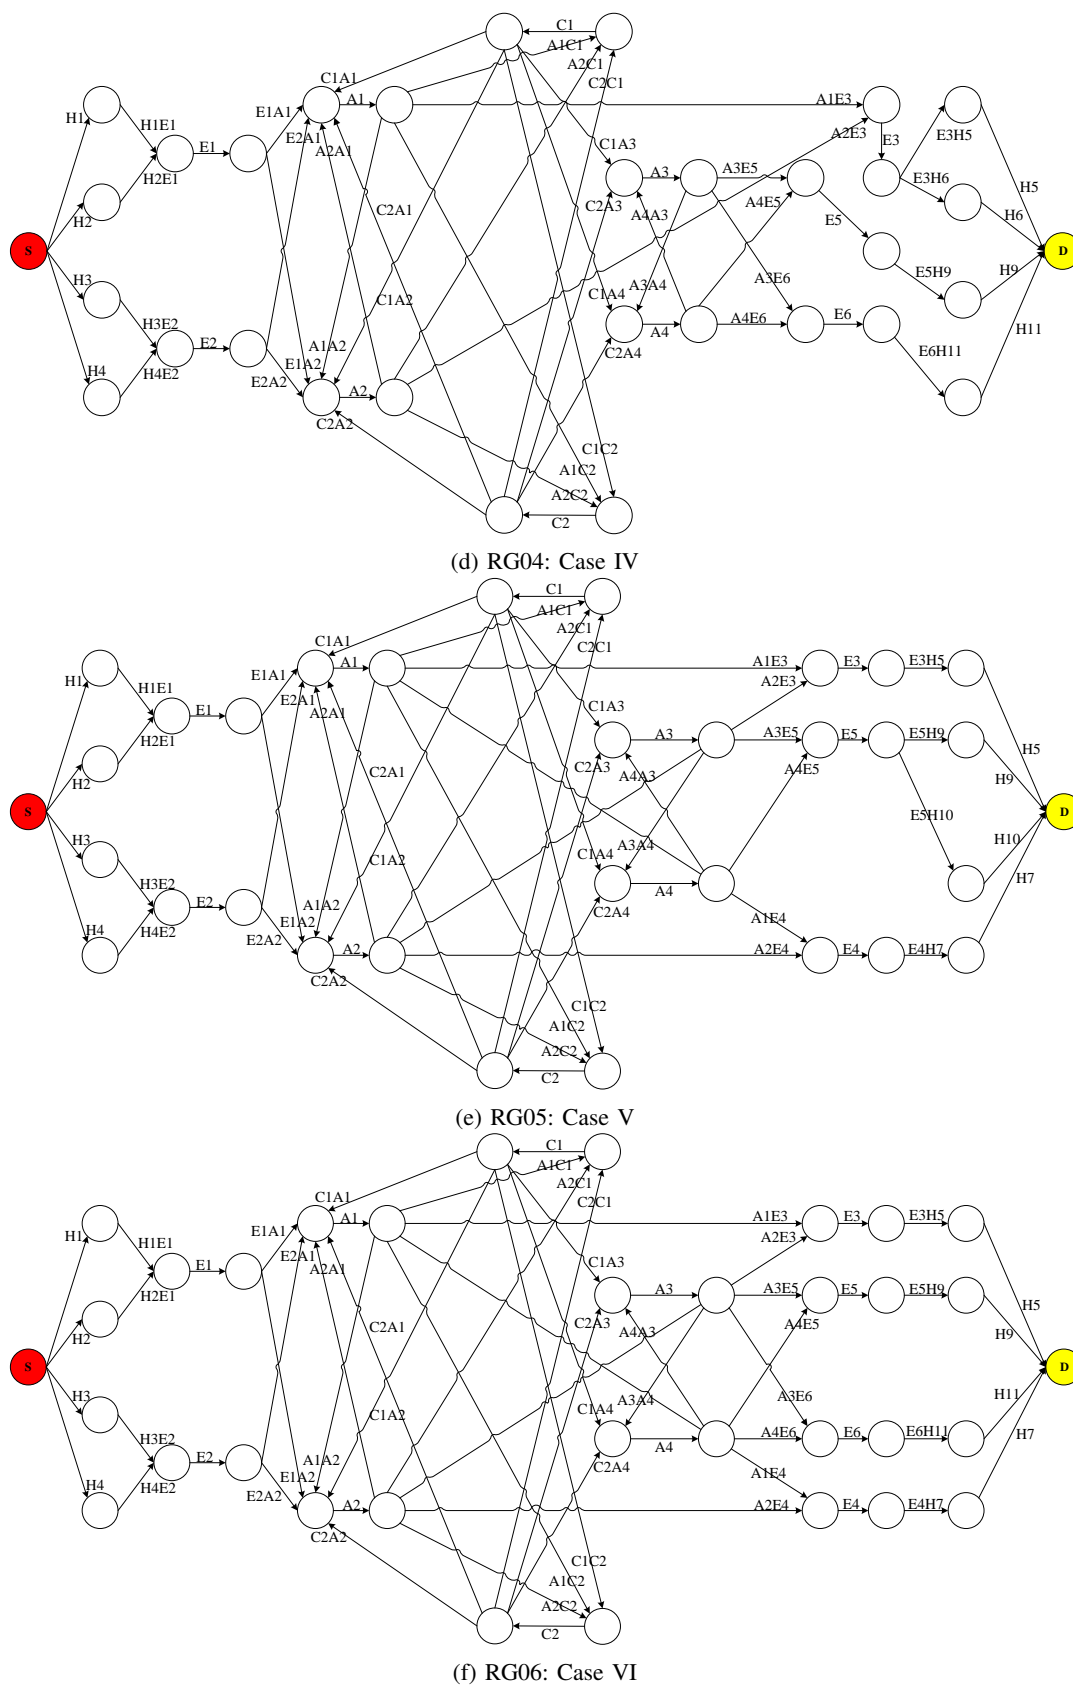 C1
A1C1
A2C1
C2C1
C1A1
H1
H1E1
E1
E1A1
A1
A1E3
E2A1
A2A1
A2E3
E3
E3H5
H2E1
C1A3
A3
A3E5
E3H6
H5
H2
C2A1
C2A3
A4A3
A4E5
E5
H6
S
D
H3
C1A2
C1A4
A3A4
A3E6
E5H9
H9
H3E2
E2
A1A2
E1A2
A4
A4E6
E6
H11
H4
H4E2
E2A2
A2
C2A4
E6H11
C2A2
C1C2
A1C2
A2C2
C2
(d) RG04: Case IV
C1
A1C1
A2C1
C2C1
C1A1
H1
H1E1
E1
E1A1
A1
A1E3
E3
E3H5
E2A1
A2A1
A2E3
H2E1
C1A3
A3
A3E5
E5
E5H9
H5
H2
C2A1
C2A3
A4A3
A4E5
H9
S
D
H3
C1A2
C1A4
A3A4
E5H10
H10
H3E2
E2
A1A2
E1A2
A4
H7
H4
H4E2
E2A2
A2
C2A4
A1E4
A2E4
E4
E4H7
C2A2
C1C2
A1C2
A2C2
C2
(e) RG05: Case V
C1
A1C1
A2C1
C2C1
C1A1
H1
H1E1
E1
E1A1
A1
A1E3
E3
E3H5
E2A1
A2A1
A2E3
H2E1
C1A3
A3
A3E5
E5
E5H9
H5
H2
C2A1
C2A3
A4A3
A4E5
H9
S
D
H3
C1A2
C1A4
A3A4
A3E6
H11
H3E2
E2
A1A2
E1A2
A4
A4E6
E6
E6H11
H7
H4
H4E2
E2A2
A2
C2A4
A1E4
A2E4
E4
E4H7
C2A2
C1C2
A1C2
A2C2
C2
(f) RG06: Case VI